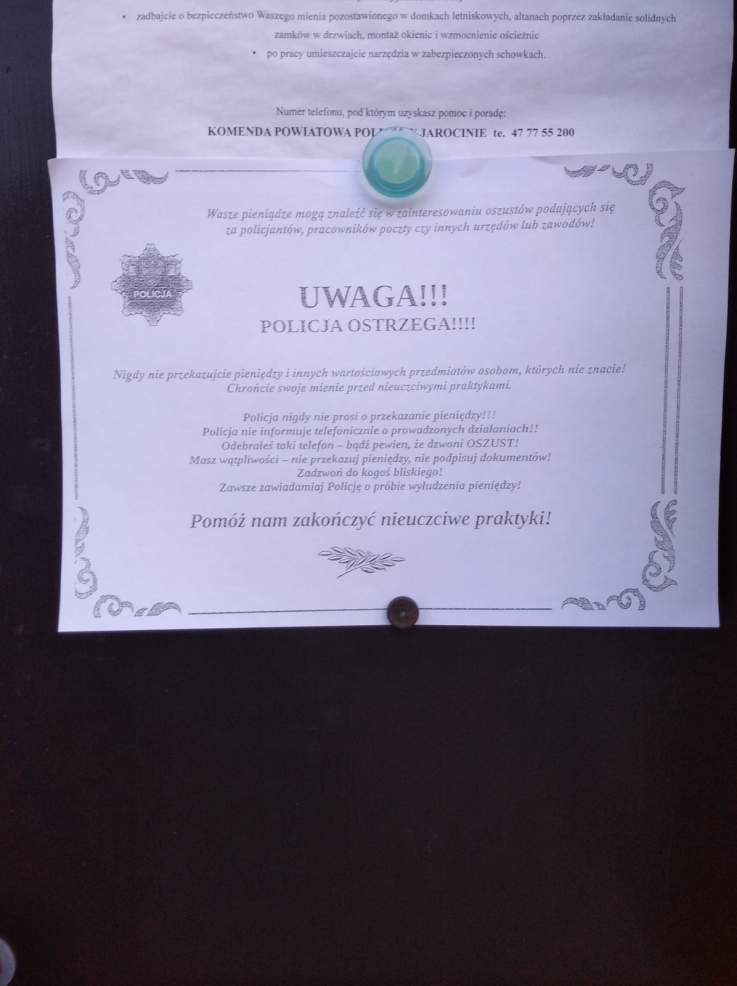 • zadbajcie o bezpieczeństwo Waszego mienia pozostawionego w domkach letniskowych, altanach poprzez zakładanie solidnych
zamków w drzwiach, montaż okienic i wzmocnienie ościeżnic
• po pracy umieszczajcie narzędzia w zabezpieczonych schowkach.
Numer telefonu, pod którym uzyskasz pomoc i poradę:
KOMENDA POWIATOWA JAROCINIE te. 47 77 55 200
Wasze pieniądze mogą znaleźć się w zainteresowaniu oszustów podających się
za policjantów, pracowników poczty czy innych urzędów lub zawodów!
POLICJA
UWAGA!!!
POLICJA OSTRZEGA!!!!
Nigdy nie przekazujcie pieniędzy i innych wartościowych przedmiotów osobom, których nie znacie!
Chrońcie swoje mienie przed nieuczciwymi praktykami.
Policja nigdy nie prosi o przekazanie pieniędzy!!!
Policja nie informuje telefonicznie o prowadzonych działaniach!!
Odebrałeś taki telefon – bądź pewien, że dzwoni OSZUST!
Masz wątpliwości – nie przekazuj pieniędzy, nie podpisuj dokumentów!
Zadzwoń do kogoś bliskiego!
Zawsze zawiadamiaj Policję o próbie wyłudzenia pieniędzy!
Pomóż nam zakończyć nieuczciwe praktyki!